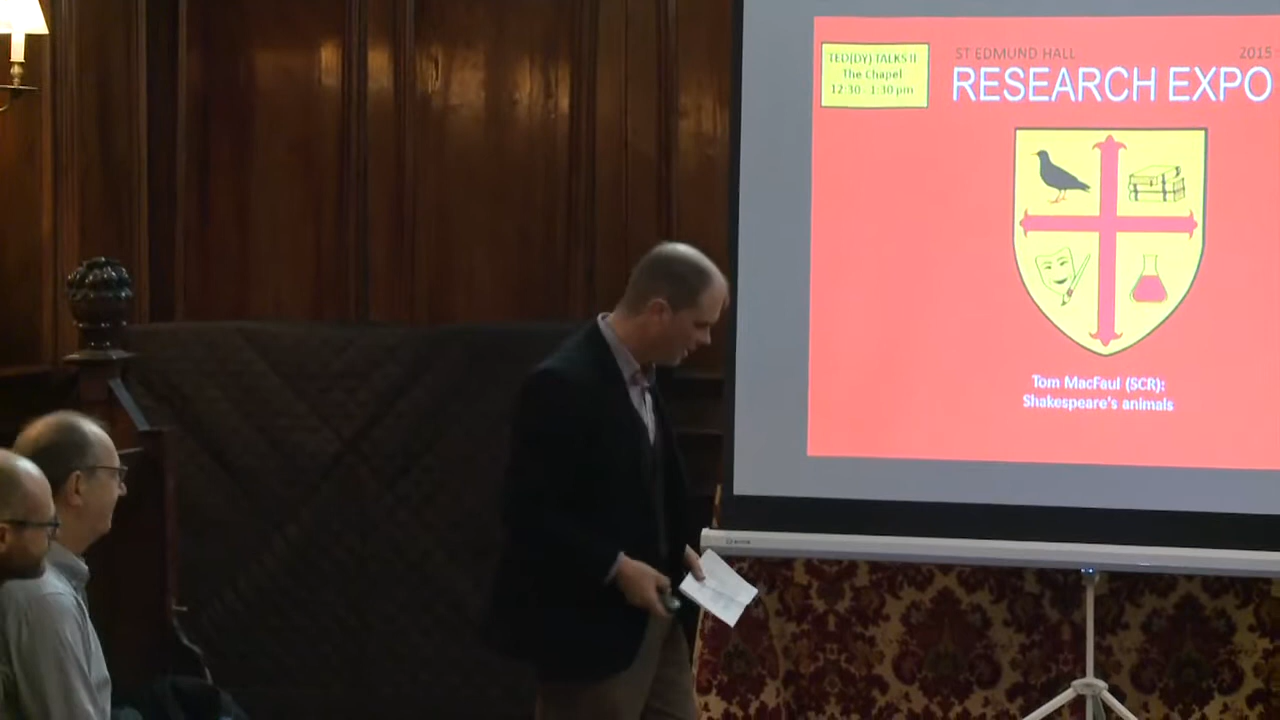 TED(DY) TALKS II
The Chapel
12:30 - 1:30 pm
ST EDMUND HALL
2015
RESEARCH EXPO
Tom MacFaul (SCR):
Shakespeare's animals